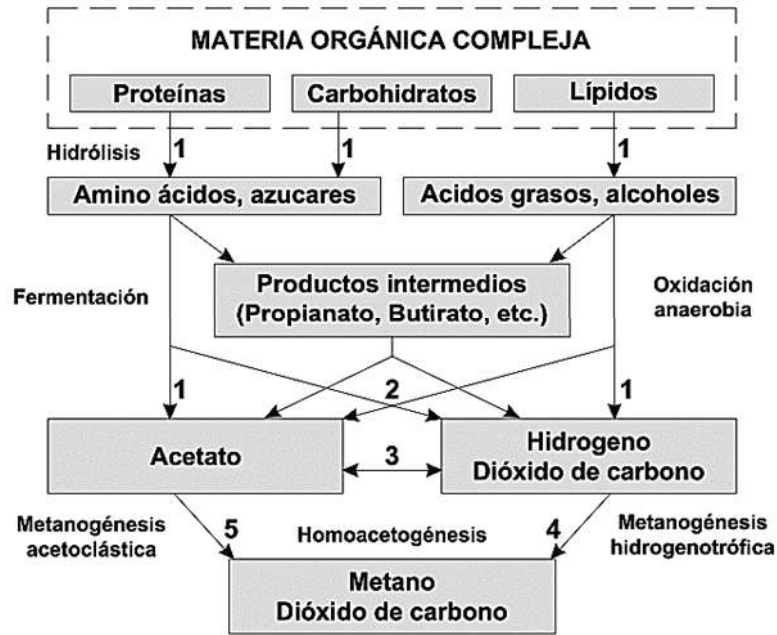 MATERIA ORGÁNICA COMPLEJA
Proteínas
Carbohidratos
Lípidos
Hidrólisis
1
1
1
Amino ácidos, azucares
Acidos grasos, alcoholes
Fermentación
Productos intermedios
(Propianato, Butirato, etc.)
Oxidación
anaerobia
1
2
1
Acetato
3
Hidrogeno
Dióxido de carbono
Metanogénesis
acetoclástica
5
Homoacetogénesis
4
Metanogénesis
hidrogenotrófica
Metano
Dióxido de carbono